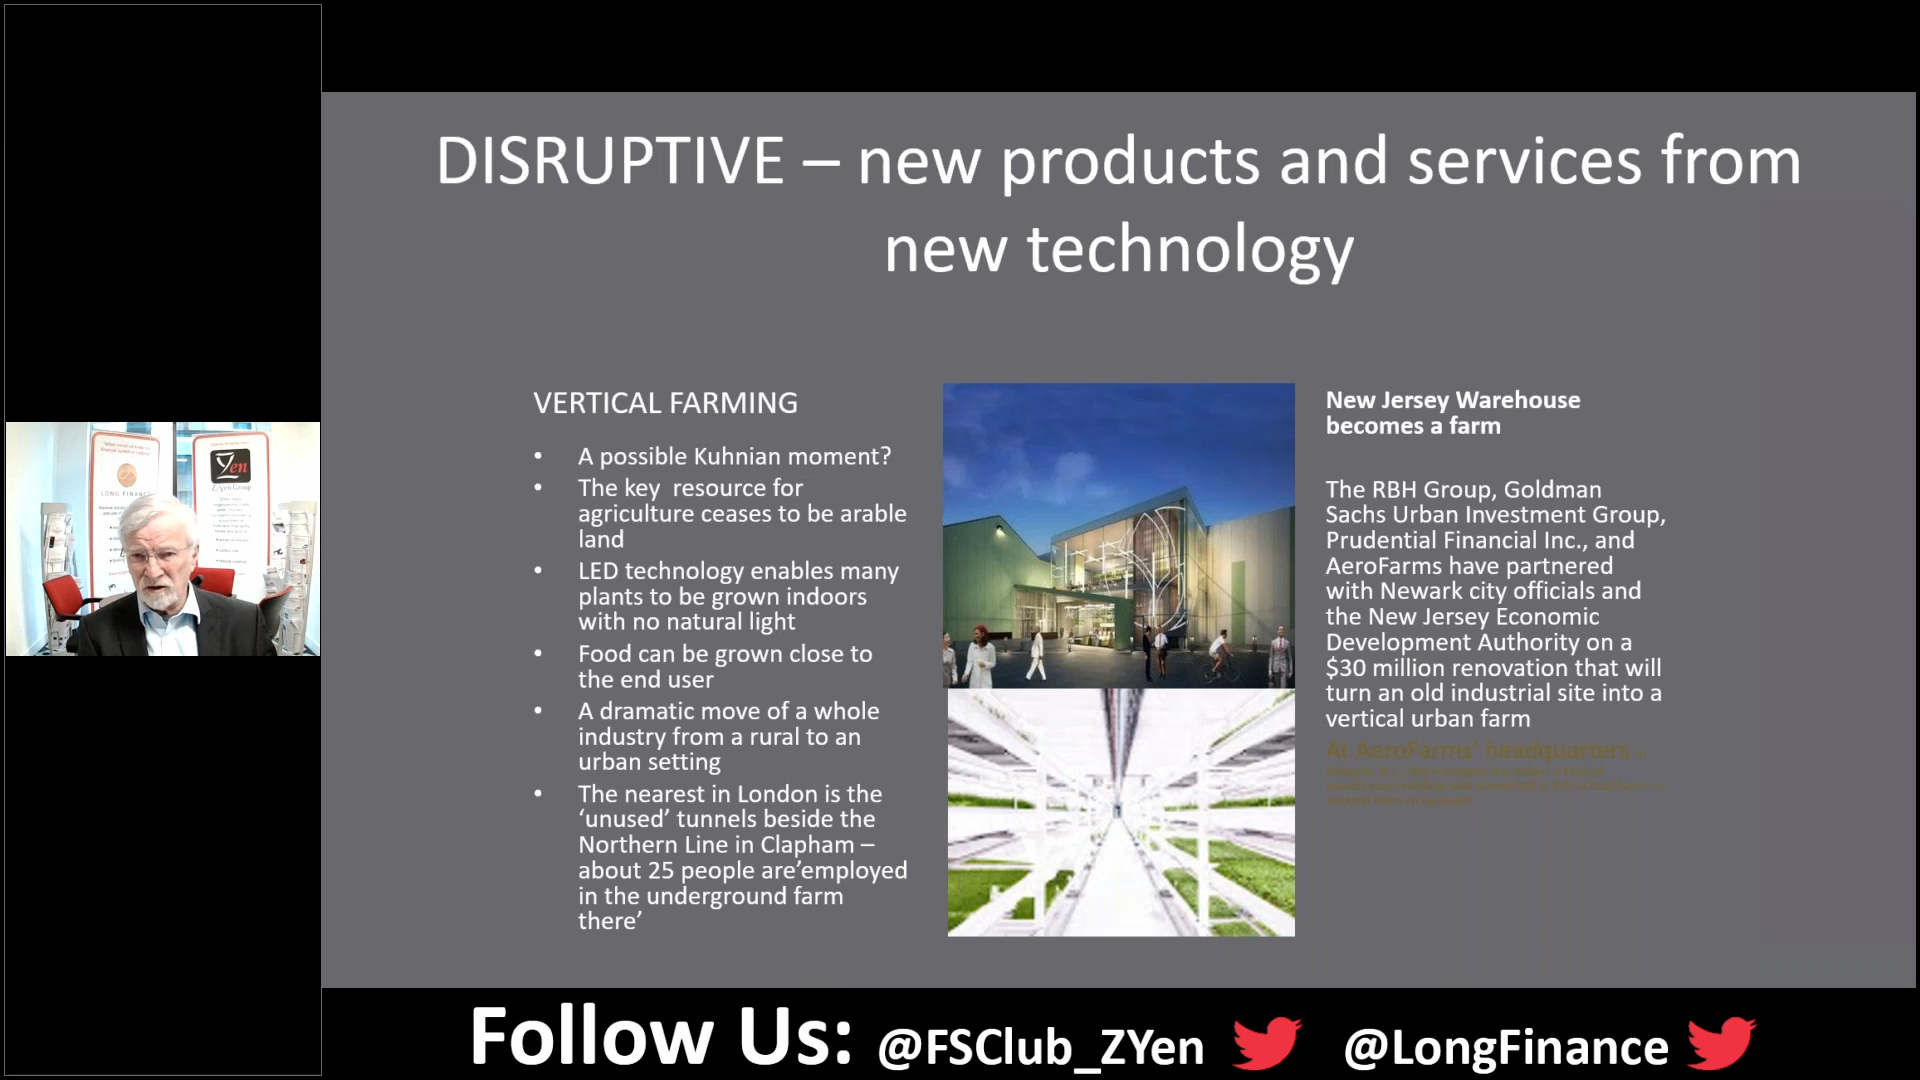 DISRUPTIVE – new products and services from
new technology
VERTICAL FARMING
• A possible Kuhnian moment?
• The key resource for
agriculture ceases to be arable
land
• LED technology enables many
plants to be grown indoors
with no natural light
• Food can be grown close to
the end user
• A dramatic move of a whole
industry from a rural to an
urban setting
• The nearest in London is the
‘unused’ tunnels beside the
Northern Line in Clapham –
about 25 people are’employed
in the underground farm
there’
New Jersey Warehouse
becomes a farm
The RBH Group, Goldman
Sachs Urban Investment Group,
Prudential Financial Inc., and
AeroFarms have partnered
with Newark city officials and
the New Jersey Economic
Development Authority on a
$30 million renovation that will
turn an old industrial site into a
vertical urban farm
At AeroFarms’ headquarters
LONG FINANCE
Z/Yen
Z/Yen Group
Follow Us: @FSClub_ZYen @LongFinance